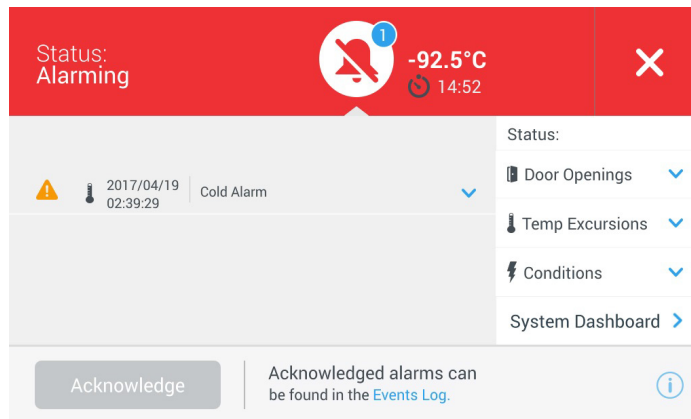 Status:
Alarming
1
-92.5°C
14:52
2017/04/19
02:39:29
Cold Alarm
Status:
Door Openings
Temp Excursions
Conditions
System Dashboard
Acknowledge
Acknowledged alarms can
be found in the Events Log.